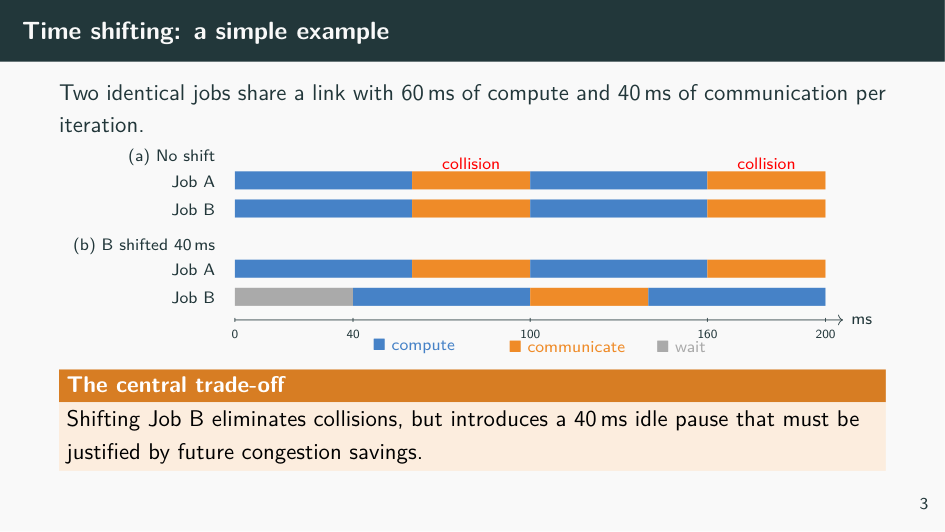 Time shifting: a simple example
Two identical jobs share a link with 60 ms of compute and 40 ms of communication per
iteration.
(a) No shift
collision collision
Job A
Job B
(b) B shifted 40 ms
Job A
Job B
ms
0 40 100 160 200
compute communicate wait
The central trade-off
Shifting Job B eliminates collisions, but introduces a 40 ms idle pause that must be
justified by future congestion savings.
3